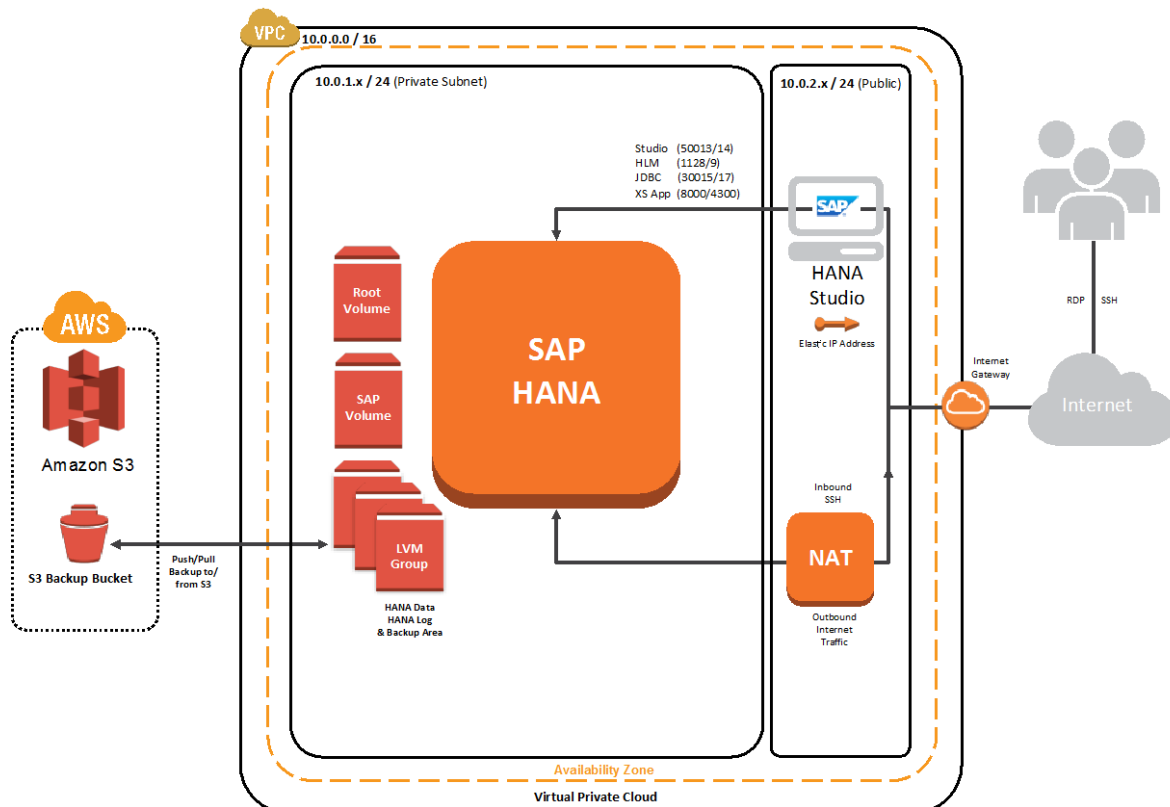 VPC
10.0.0.0 / 16
10.0.1.x / 24 (Private Subnet)
10.0.2.x / 24 (Public)
Studio (50013/14)
HLM (1128/9)
JDBC (30015/17)
XS App (8000/4300)
SAP
HANA
Studio
Elastic IP Address
Root
Volume
SAP
Volume
LVM
Group
HANA Data
HANA Log
& Backup Area
SAP
HANA
AWS
Amazon S3
S3 Backup Bucket
Push/Pull
Backup to/
from S3
Inbound
SSH
NAT
Outbound
Internet
Traffic
Internet
Gateway
RDP
SSH
Internet
Availability Zone
Virtual Private Cloud